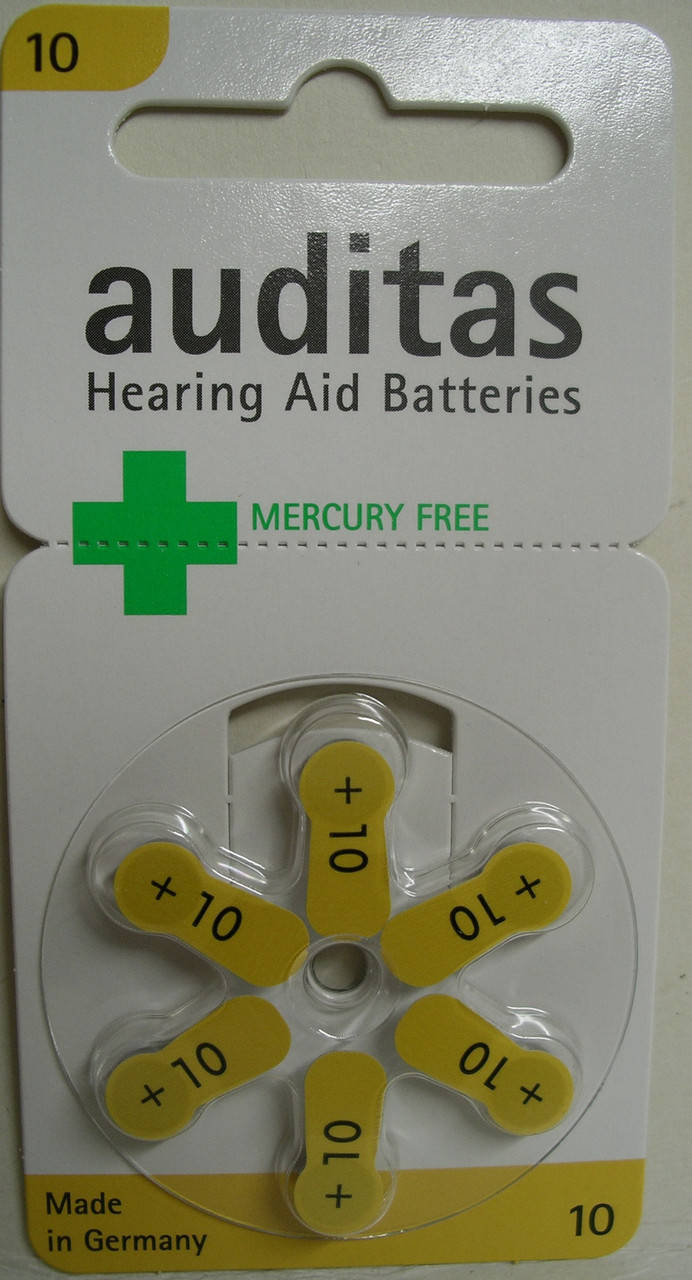 10
auditas
Hearing Aid Batteries
MERCURY FREE
+ 10
+ 10
+ 10
+ 10
+ 10
+ 10
Made
in Germany
10